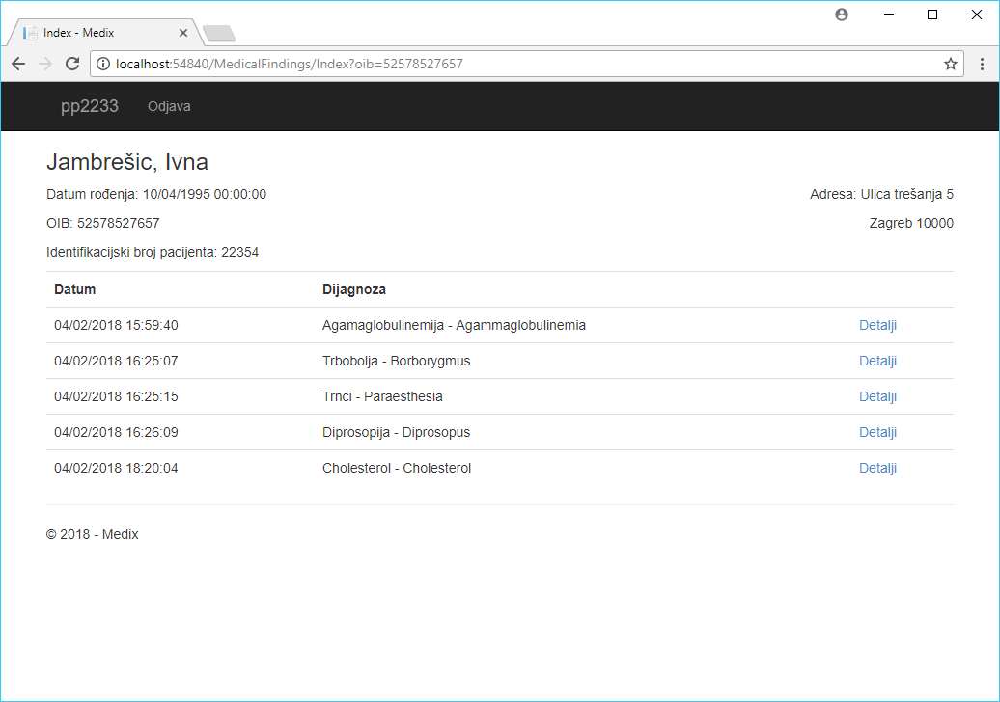 Index - Medix
localhost:54840/MedicalFindings/Index?oib=52578527657
pp2233 Odjava
Jambrešic, Ivna
Datum rođenja: 10/04/1995 00:00:00 Adresa: Ulica trešanja 5
OIB: 52578527657 Zagreb 10000
Identifikacijski broj pacijenta: 22354
Datum Dijagnoza
04/02/2018 15:59:40 Agamaglobulinemija - Agammaglobulinemia Detalji
04/02/2018 16:25:07 Trbobolja - Borborygmus Detalji
04/02/2018 16:25:15 Trnci - Paraesthesia Detalji
04/02/2018 16:26:09 Diprosopija - Diprosopus Detalji
04/02/2018 18:20:04 Cholesterol - Cholesterol Detalji
© 2018 - Medix